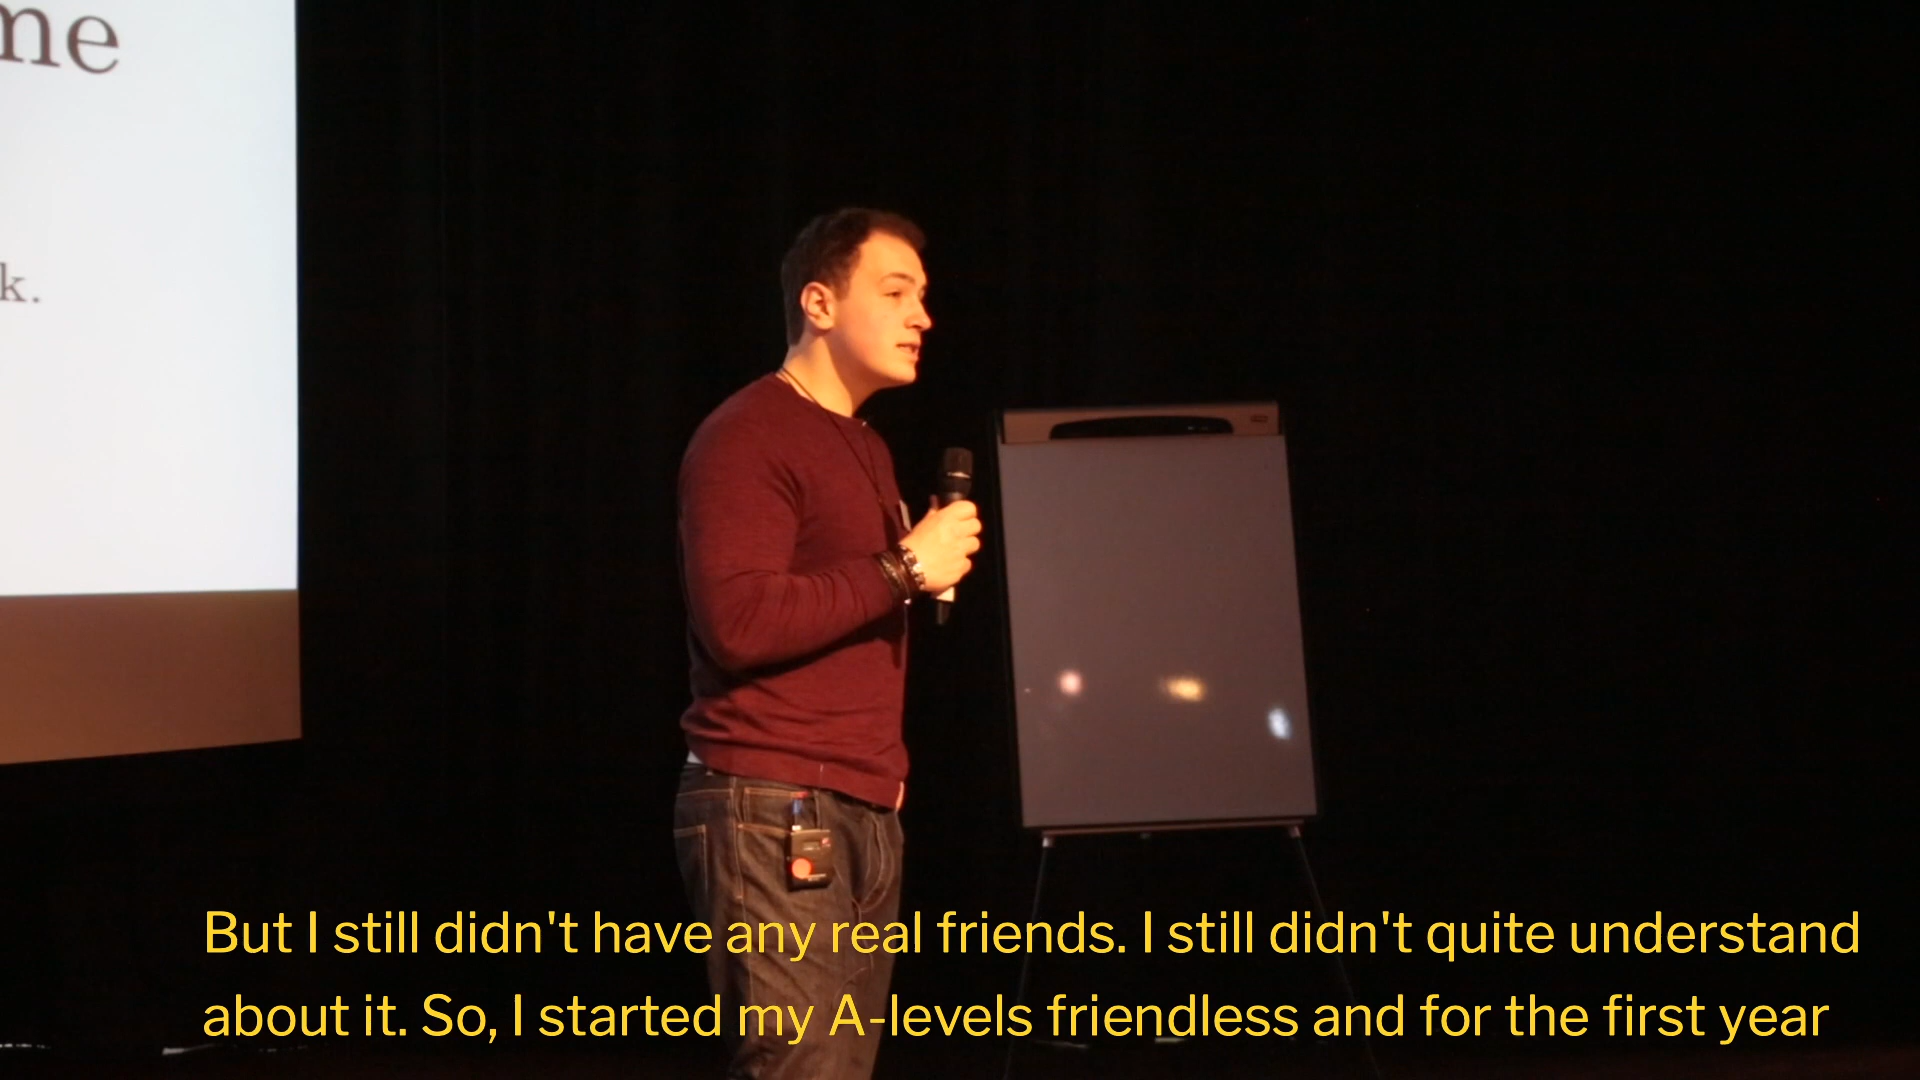 me
k.
But I still didn't have any real friends. I still didn't quite understand
about it. So, I started my A-levels friendless and for the first year